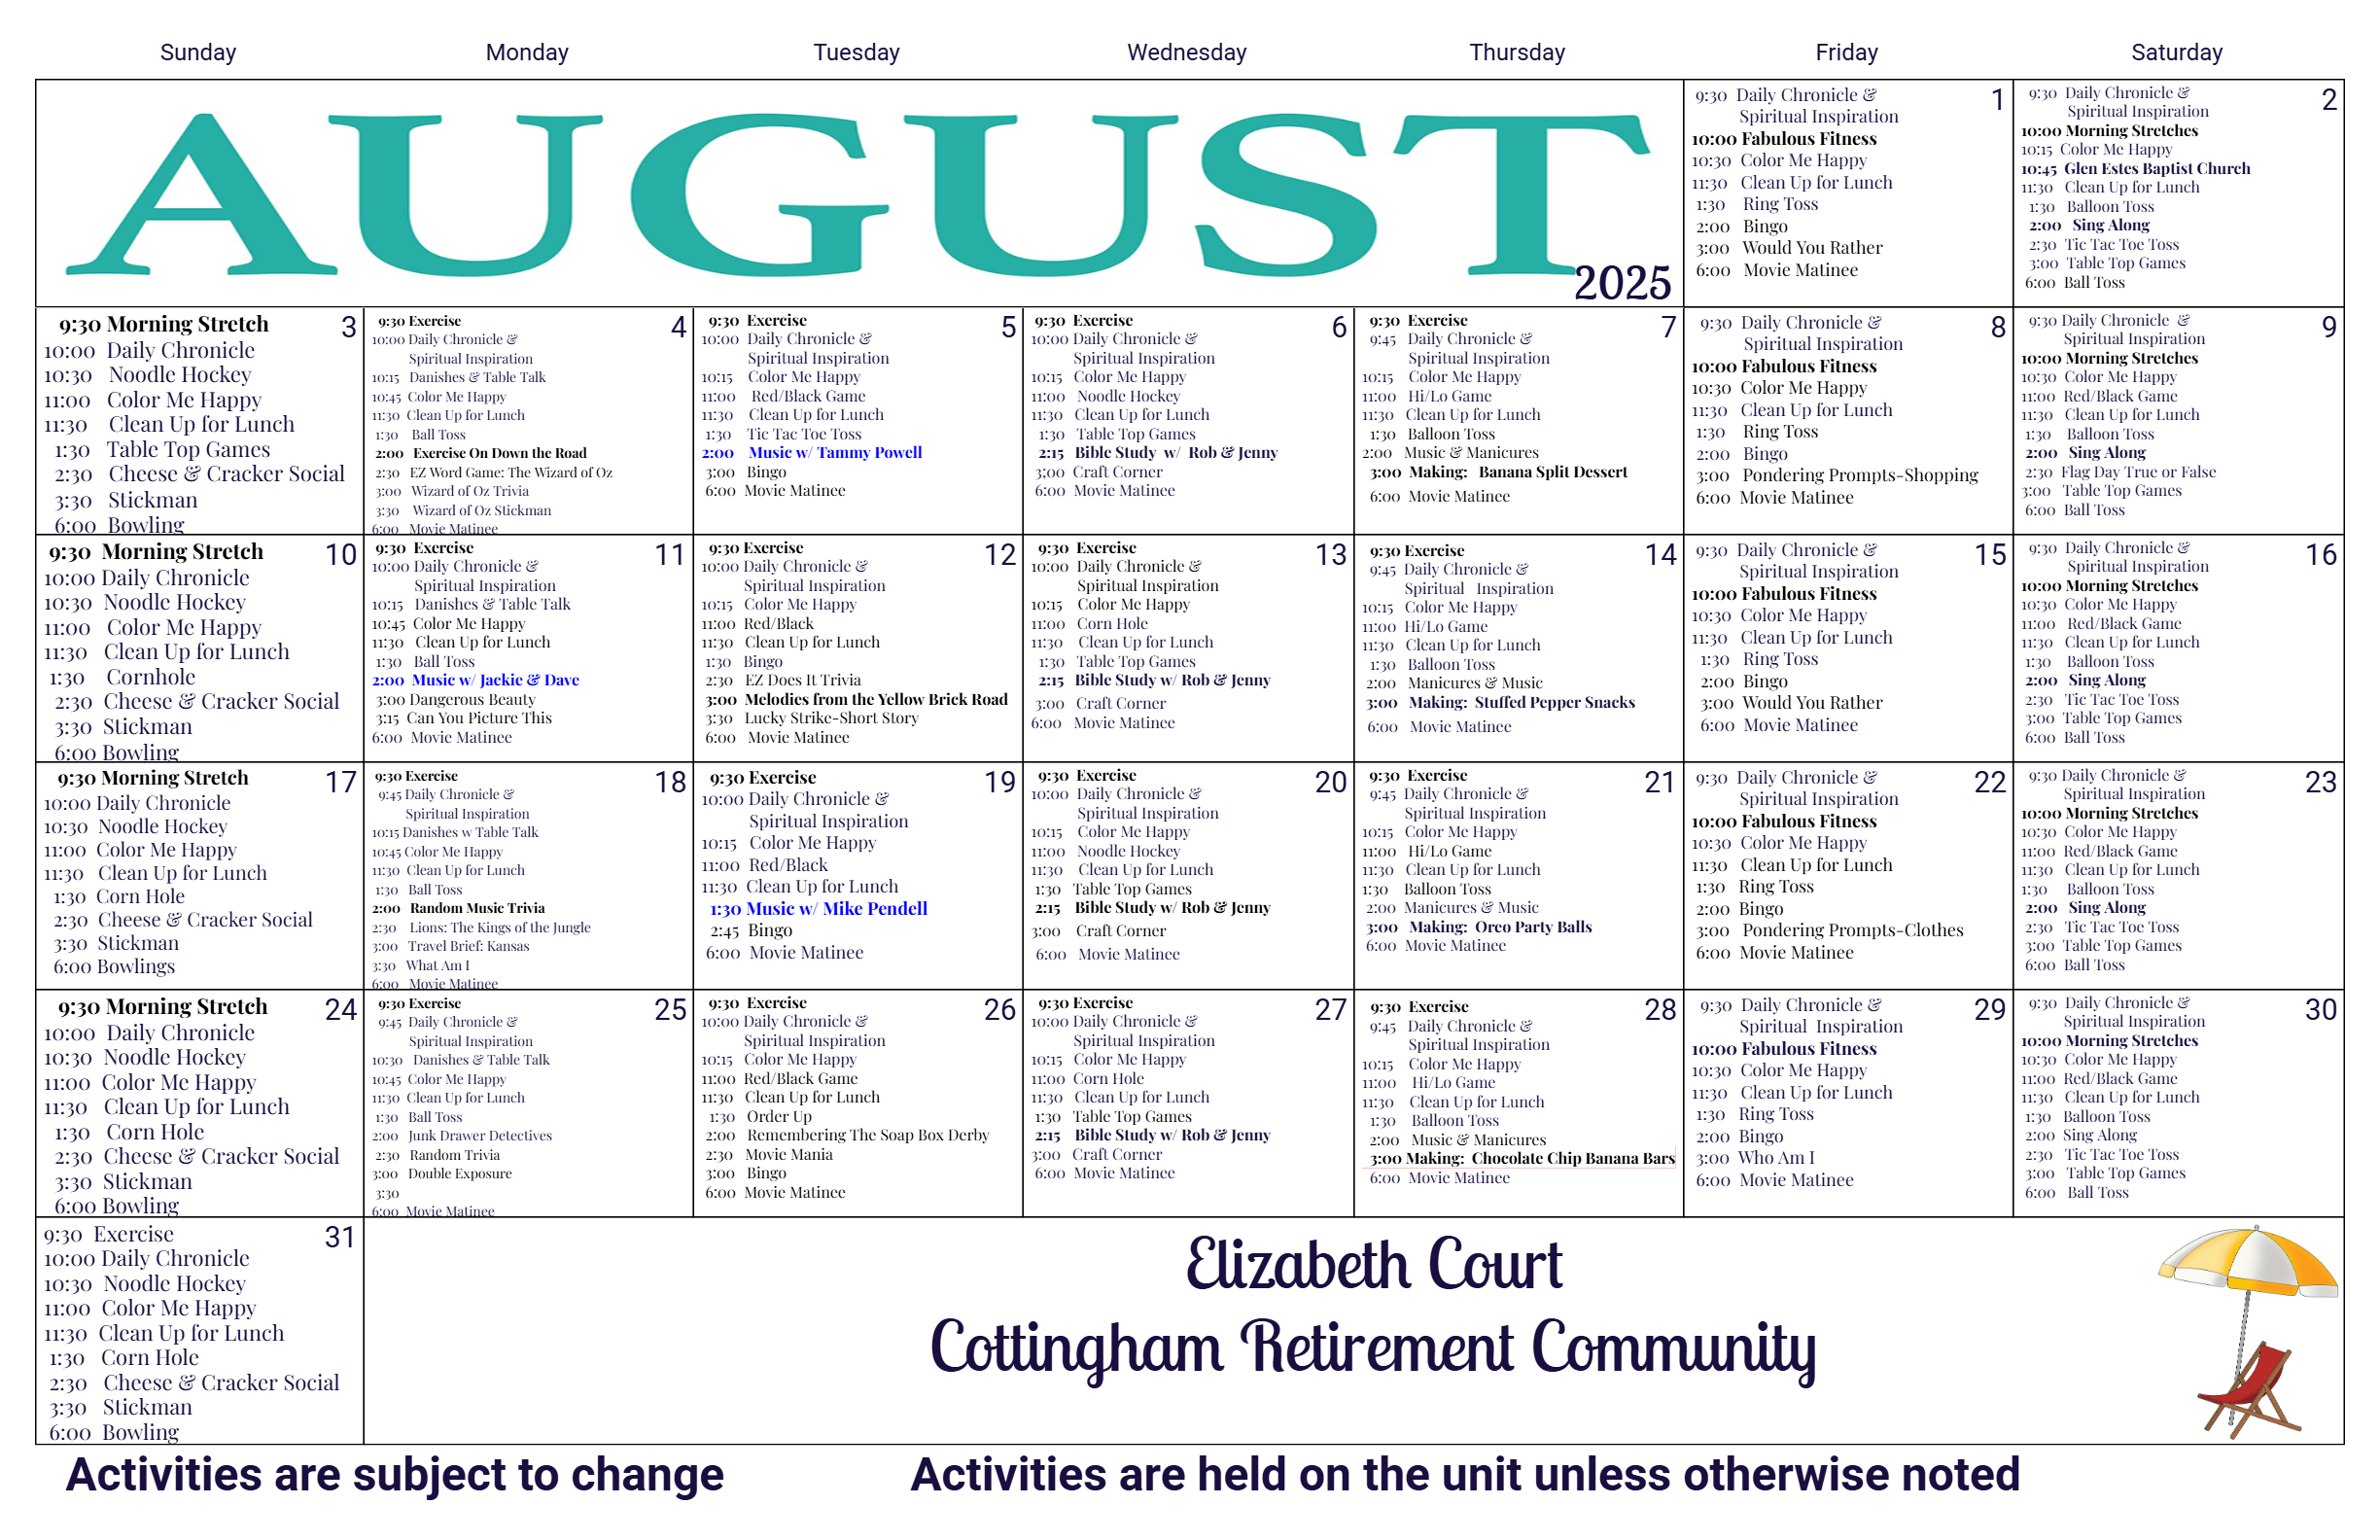 Sunday Monday Tuesday Wednesday Thursday Friday Saturday
AUGUST
2025
1
9:30 Daily Chronicle &
Spiritual Inspiration
10:00 Fabulous Fitness
10:30 Color Me Happy
11:30 Clean Up for Lunch
1:30 Ring Toss
2:00 Bingo
3:00 Would You Rather
6:00 Movie Matinee
2
9:30 Daily Chronicle &
Spiritual Inspiration
10:00 Morning Stretches
10:15 Color Me Happy
10:45 Glen Estes Baptist Church
11:30 Clean Up for Lunch
1:30 Balloon Toss
2:00 Sing Along
2:30 Tic Tac Toe Toss
3:00 Table Top Games
6:00 Ball Toss
3
9:30 Morning Stretch
10:00 Daily Chronicle
10:30 Noodle Hockey
11:00 Color Me Happy
11:30 Clean Up for Lunch
1:30 Table Top Games
2:30 Cheese & Cracker Social
3:30 Stickman
6:00 Bowling
4
9:30 Exercise
10:00 Daily Chronicle &
Spiritual Inspiration
10:15 Danishes & Table Talk
10:45 Color Me Happy
11:30 Clean Up for Lunch
1:30 Ball Toss
2:00 Exercise On Down the Road
2:30 EZ Word Game: The Wizard of Oz
3:00 Wizard of Oz Trivia
3:30 Wizard of Oz Stickman
6:00 Movie Matinee
5
9:30 Exercise
10:00 Daily Chronicle &
Spiritual Inspiration
10:15 Color Me Happy
11:00 Red/Black Game
11:30 Clean Up for Lunch
1:30 Tic Tac Toe Toss
2:00 Music w/ Tammy Powell
3:00 Bingo
6:00 Movie Matinee
6
9:30 Exercise
10:00 Daily Chronicle &
Spiritual Inspiration
10:15 Color Me Happy
11:00 Noodle Hockey
11:30 Clean Up for Lunch
1:30 Table Top Games
2:15 Bible Study w/ Rob & Jenny
3;00 Craft Corner
6:00 Movie Matinee
7
9:30 Exercise
9:45 Daily Chronicle &
Spiritual Inspiration
10:15 Color Me Happy
11:00 Hi/Lo Game
11:30 Clean Up for Lunch
1:30 Balloon Toss
2:00 Music & Manicures
3:00 Making: Banana Split Dessert
6:00 Movie Matinee
8
9:30 Daily Chronicle &
Spiritual Inspiration
10:00 Fabulous Fitness
10:30 Color Me Happy
11:30 Clean Up for Lunch
1:30 Ring Toss
2:00 Bingo
3:00 Pondering Prompts-Shopping
6:00 Movie Matinee
9
9:30 Daily Chronicle &
Spiritual Inspiration
10:00 Morning Stretches
10:30 Color Me Happy
11:00 Red/Black Game
11:30 Clean Up for Lunch
1:30 Balloon Toss
2:00 Sing Along
2:30 Flag Day True or False
3:00 Table Top Games
6:00 Ball Toss
10
9:30 Morning Stretch
10:00 Daily Chronicle
10:30 Noodle Hockey
11:00 Color Me Happy
11:30 Clean Up for Lunch
1:30 Cornhole
2:30 Cheese & Cracker Social
3:30 Stickman
6:00 Bowling
11
9:30 Exercise
10:00 Daily Chronicle &
Spiritual Inspiration
10:15 Danishes & Table Talk
10:45 Color Me Happy
11:30 Clean Up for Lunch
1:30 Ball Toss
2:00 Music w/ Jackie & Dave
3:00 Dangerous Beauty
3:15 Can You Picture This
6:00 Movie Matinee
12
9:30 Exercise
10:00 Daily Chronicle &
Spiritual Inspiration
10:15 Color Me Happy
11:00 Red/Black
11:30 Clean Up for Lunch
1:30 Bingo
2:30 EZ Does It Trivia
3:00 Melodies from the Yellow Brick Road
3:30 Lucky Strike-Short Story
6:00 Movie Matinee
13
9:30 Exercise
10:00 Daily Chronicle &
Spiritual Inspiration
10:15 Color Me Happy
11:00 Corn Hole
11:30 Clean Up for Lunch
1:30 Table Top Games
2:15 Bible Study w/ Rob & Jenny
3:00 Craft Corner
6:00 Movie Matinee
14
9:30 Exercise
9:45 Daily Chronicle &
Spiritual Inspiration
10:15 Color Me Happy
11:00 Hi/Lo Game
11:30 Clean Up for Lunch
1:30 Balloon Toss
2:00 Manicures & Music
3:00 Making: Stuffed Pepper Snacks
6:00 Movie Matinee
15
9:30 Daily Chronicle &
Spiritual Inspiration
10:00 Fabulous Fitness
10:30 Color Me Happy
11:30 Clean Up for Lunch
1:30 Ring Toss
2:00 Bingo
3:00 Would You Rather
6:00 Movie Matinee
16
9:30 Daily Chronicle &
Spiritual Inspiration
10:00 Morning Stretches
10:30 Color Me Happy
11:00 Red/Black Game
11:30 Clean Up for Lunch
1:30 Balloon Toss
2:00 Sing Along
2:30 Tic Tac Toe Toss
3:00 Table Top Games
6:00 Ball Toss
17
9:30 Morning Stretch
10:00 Daily Chronicle
10:30 Noodle Hockey
11:00 Color Me Happy
11:30 Clean Up for Lunch
1:30 Corn Hole
2:30 Cheese & Cracker Social
3:30 Stickman
6:00 Bowlings
18
9:30 Exercise
9:45 Daily Chronicle &
Spiritual Inspiration
10:15 Danishes w Table Talk
10:45 Color Me Happy
11:30 Clean Up for Lunch
1:30 Ball Toss
2:00 Random Music Trivia
2:30 Lions: The Kings of the Jungle
3:00 Travel Brief: Kansas
3:30 What Am I
6:00 Movie Matinee
19
9:30 Exercise
10:00 Daily Chronicle &
Spiritual Inspiration
10:15 Color Me Happy
11:00 Red/Black
11:30 Clean Up for Lunch
1:30 Music w/ Mike Pendell
2:45 Bingo
6:00 Movie Matinee
20
9:30 Exercise
10:00 Daily Chronicle &
Spiritual Inspiration
10:15 Color Me Happy
11:00 Noodle Hockey
11:30 Clean Up for Lunch
1:30 Table Top Games
2:15 Bible Study w/ Rob & Jenny
3:00 Craft Corner
6:00 Movie Matinee
21
9:30 Exercise
9:45 Daily Chronicle &
Spiritual Inspiration
10:15 Color Me Happy
11:00 Hi/Lo Game
11:30 Clean Up for Lunch
1:30 Balloon Toss
2:00 Manicures & Music
3:00 Making: Oreo Party Balls
6:00 Movie Matinee
22
9:30 Daily Chronicle &
Spiritual Inspiration
10:00 Fabulous Fitness
10:30 Color Me Happy
11:30 Clean Up for Lunch
1:30 Ring Toss
2:00 Bingo
3:00 Pondering Prompts-Clothes
6:00 Movie Matinee
23
9:30 Daily Chronicle &
Spiritual Inspiration
10:00 Morning Stretches
10:30 Color Me Happy
11:00 Red/Black Game
11:30 Clean Up for Lunch
1:30 Balloon Toss
2:00 Sing Along
2:30 Tic Tac Toe Toss
3:00 Table Top Games
6:00 Ball Toss
24
9:30 Morning Stretch
10:00 Daily Chronicle
10:30 Noodle Hockey
11:00 Color Me Happy
11:30 Clean Up for Lunch
1:30 Corn Hole
2:30 Cheese & Cracker Social
3:30 Stickman
6:00 Bowling
25
9:30 Exercise
9:45 Daily Chronicle &
Spiritual Inspiration
10:30 Danishes & Table Talk
10:45 Color Me Happy
11:30 Clean Up for Lunch
1:30 Ball Toss
2:00 Junk Drawer Detectives
2:30 Random Trivia
3:00 Double Exposure
3:30
6:00 Movie Matinee
26
9:30 Exercise
10:00 Daily Chronicle &
Spiritual Inspiration
10:15 Color Me Happy
11:00 Red/Black Game
11:30 Clean Up for Lunch
1:30 Order Up
2:00 Remembering The Soap Box Derby
2:30 Movie Mania
3:00 Bingo
6:00 Movie Matinee
27
9:30 Exercise
10:00 Daily Chronicle &
Spiritual Inspiration
10:15 Color Me Happy
11:00 Corn Hole
11:30 Clean Up for Lunch
1:30 Table Top Games
2:15 Bible Study w/ Rob & Jenny
3:00 Craft Corner
6:00 Movie Matinee
28
9:30 Exercise
9:45 Daily Chronicle &
Spiritual Inspiration
10:15 Color Me Happy
11:00 Hi/Lo Game
11:30 Clean Up for Lunch
1:30 Balloon Toss
2:00 Music & Manicures
3:00 Making: Chocolate Chip Banana Bars
6:00 Movie Matinee
29
9:30 Daily Chronicle &
Spiritual Inspiration
10:00 Fabulous Fitness
10:30 Color Me Happy
11:30 Clean Up for Lunch
1:30 Ring Toss
2:00 Bingo
3:00 Who Am I
6:00 Movie Matinee
30
9:30 Daily Chronicle &
Spiritual Inspiration
10:00 Morning Stretches
10:30 Color Me Happy
11:00 Red/Black Game
11:30 Clean Up for Lunch
1:30 Balloon Toss
2:00 Sing Along
2:30 Tic Tac Toe Toss
3:00 Table Top Games
6:00 Ball Toss
31
9:30 Exercise
10:00 Daily Chronicle
10:30 Noodle Hockey
11:00 Color Me Happy
11:30 Clean Up for Lunch
1:30 Corn Hole
2:30 Cheese & Cracker Social
3:30 Stickman
6:00 Bowling
Elizabeth Court
Cottingham Retirement Community
Activities are subject to change
Activities are held on the unit unless otherwise noted